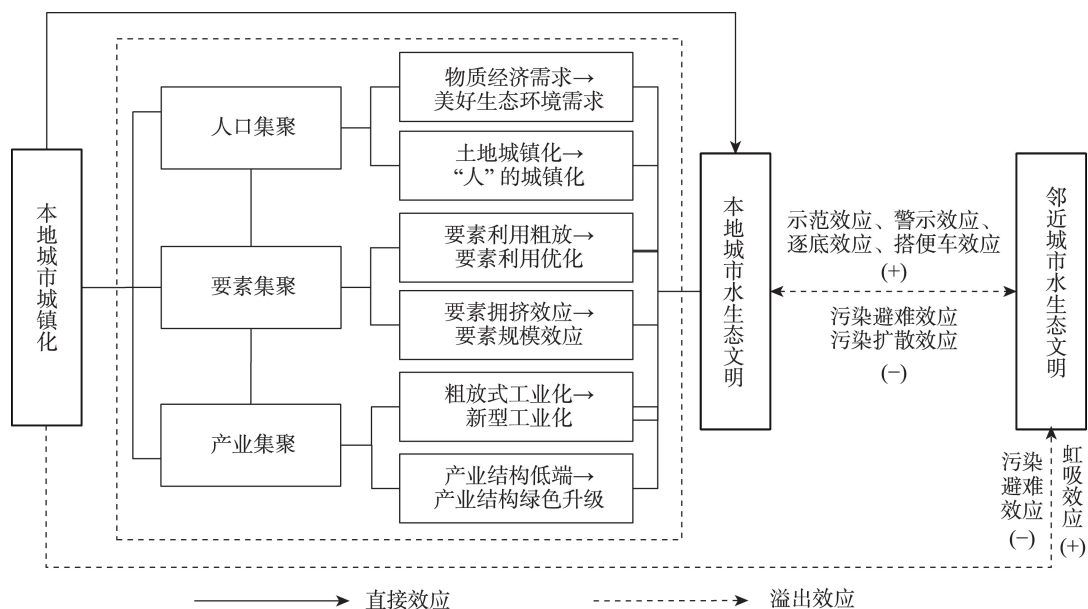 本地城市城镇化
人口集聚
要素集聚
产业集聚
物质经济需求→
美好生态环境需求
土地城镇化→
“人”的城镇化
要素利用粗放→
要素利用优化
要素拥挤效应→
要素规模效应
粗放式工业化→
新型工业化
产业结构低端→
产业结构绿色升级
本地城市水生态文明
示范效应、警示效应、
逐底效应、搭便车效应
(+)
污染避难效应
污染扩散效应
(−)
邻近城市水生态文明
污染
避难
效应
(−)
虹吸效应
(+)
直接效应
溢出效应